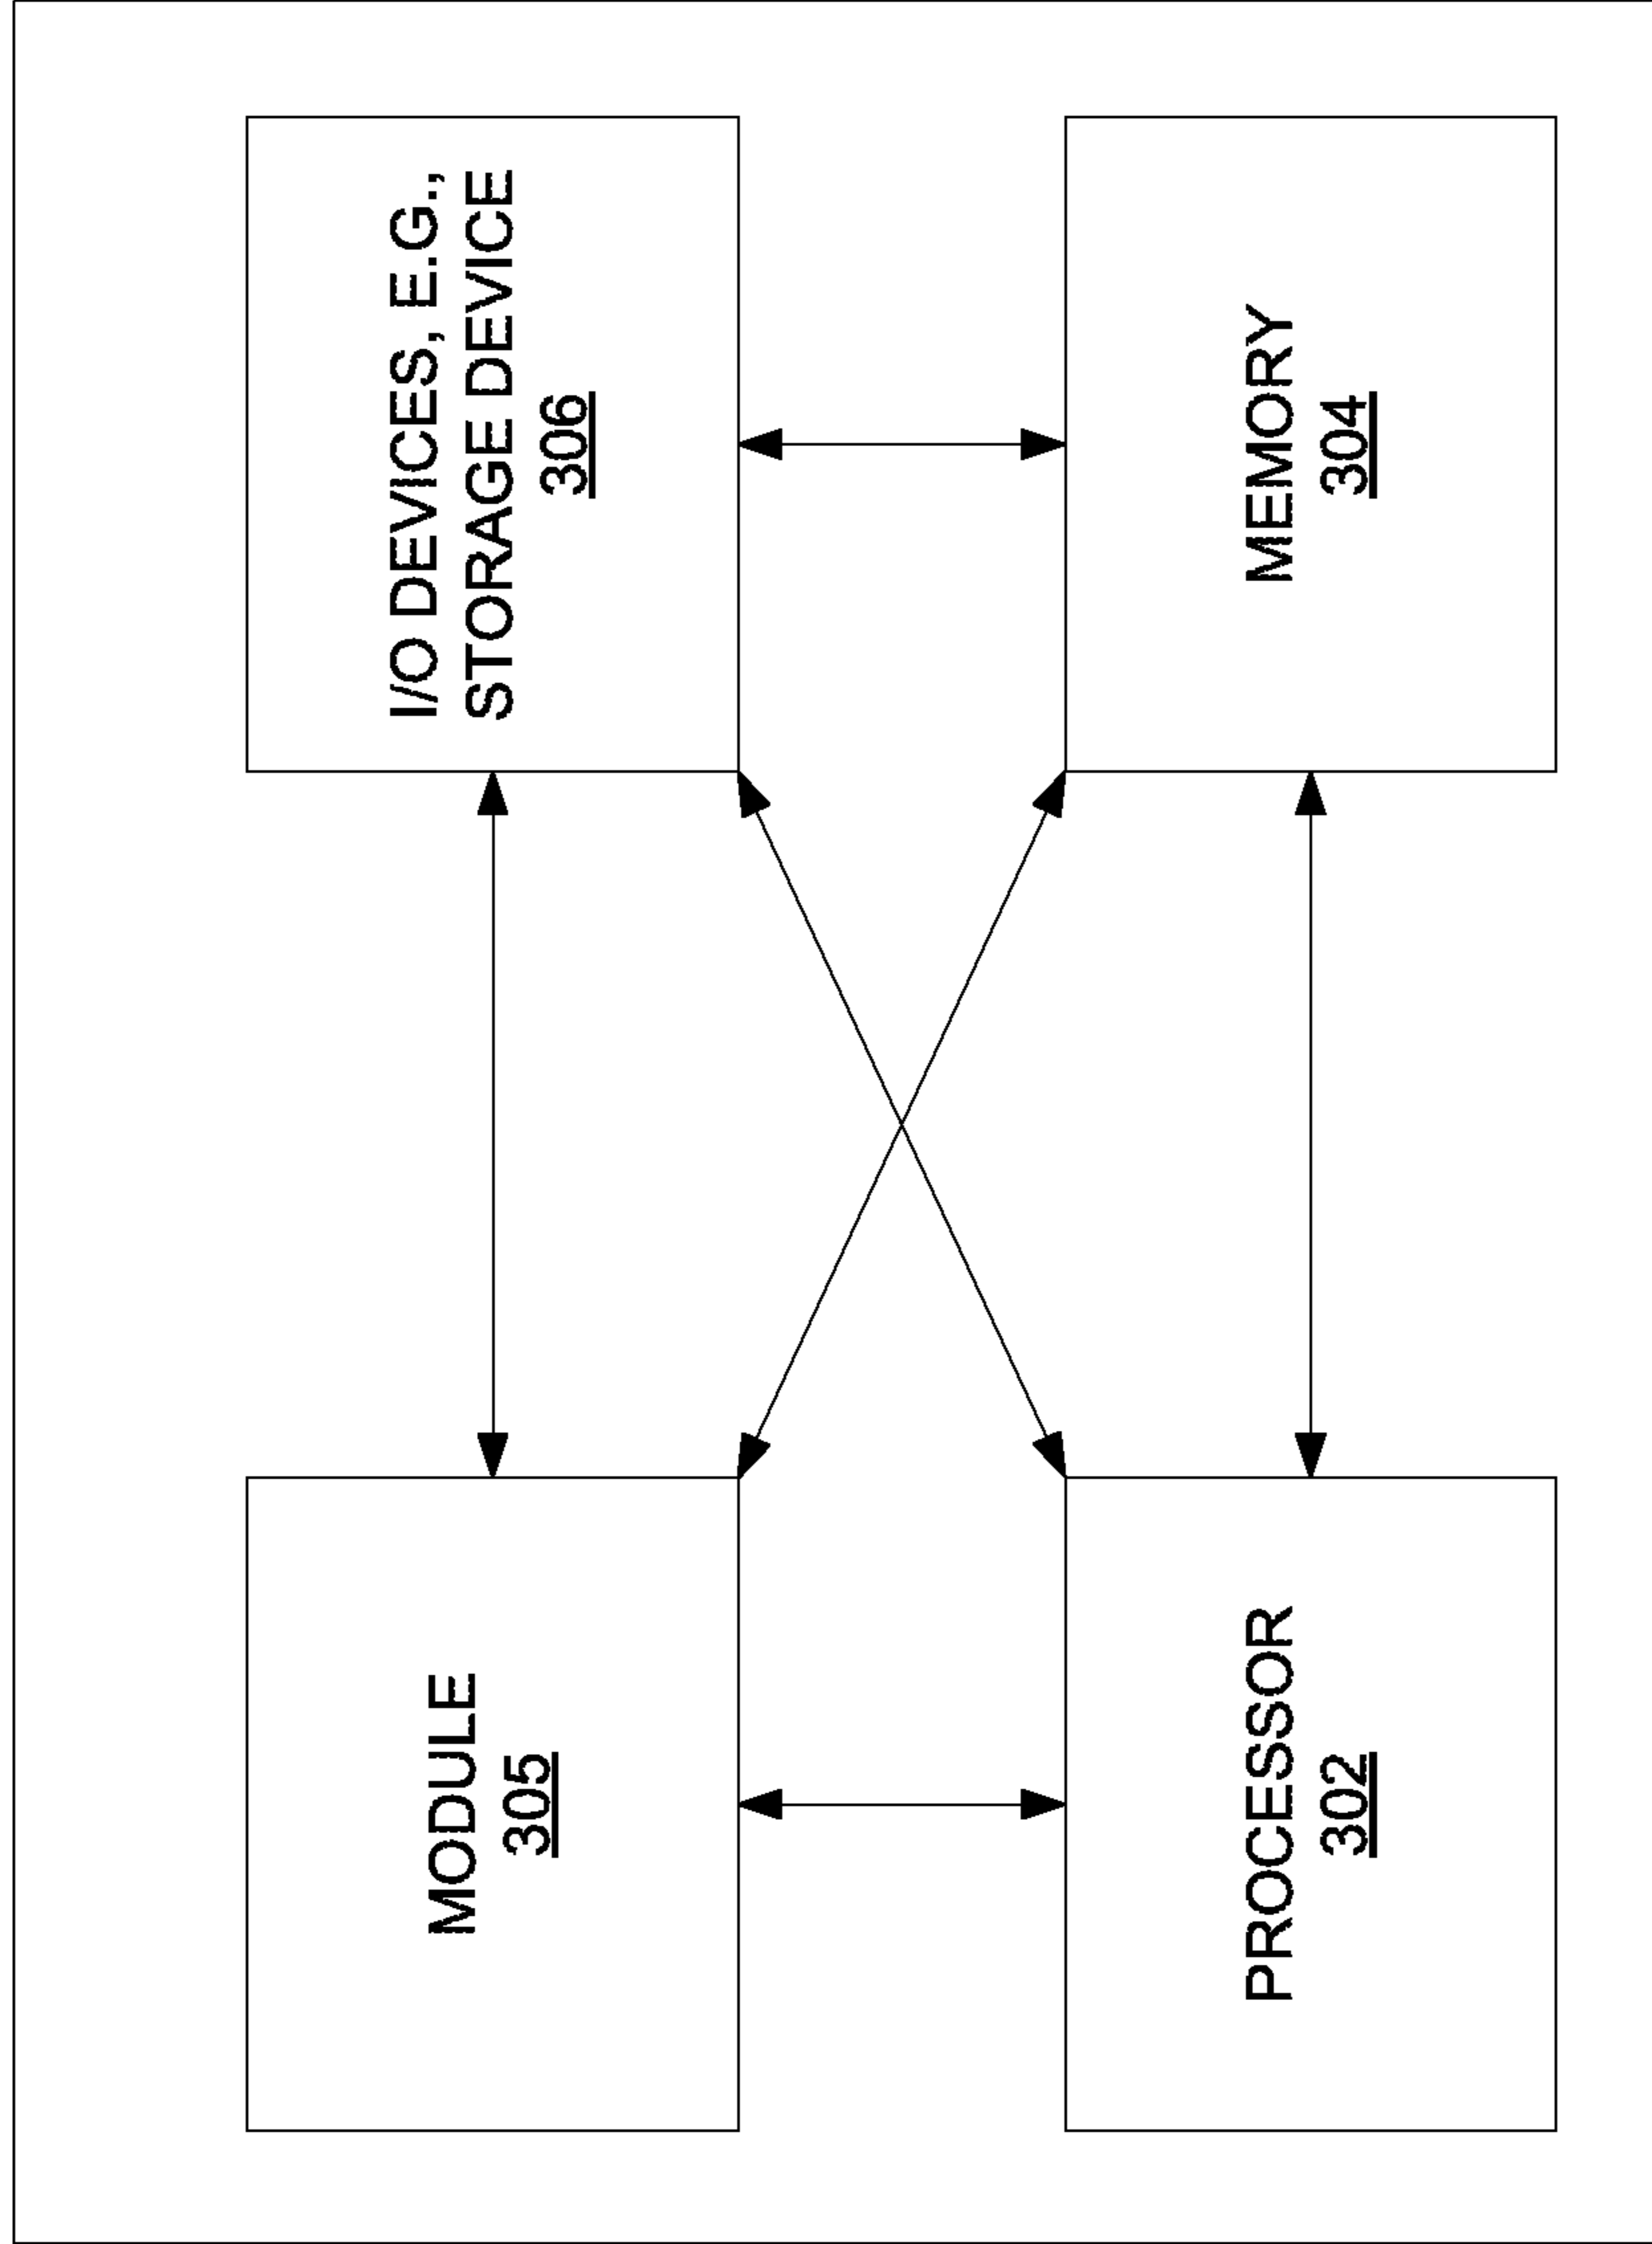 MODULE
305
I/O DEVICES, E.G.,
STORAGE DEVICE
306
PROCESSOR
302
MEMORY
304